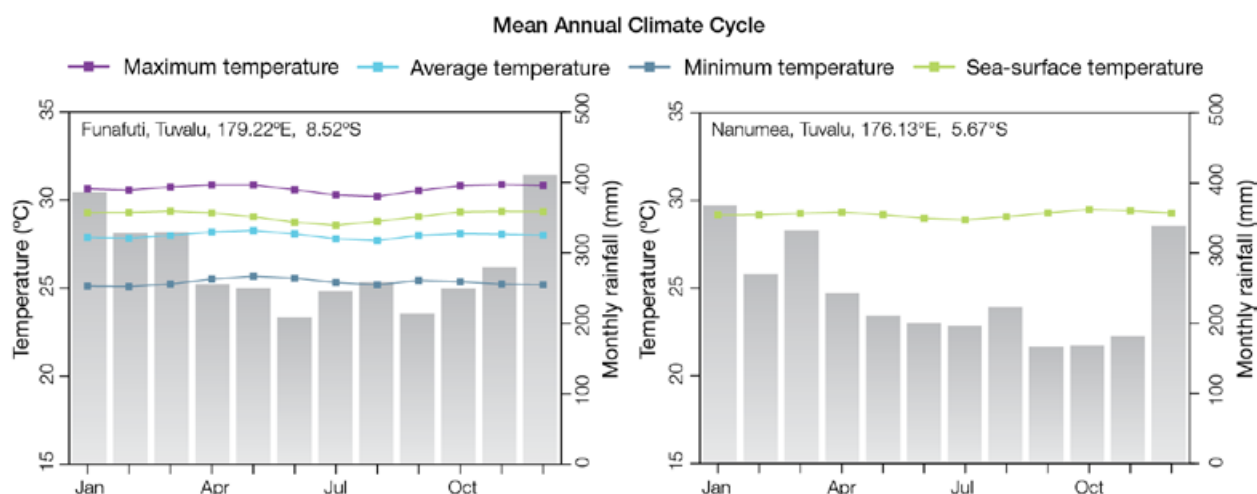 Mean Annual Climate Cycle
Maximum temperature Average temperature Minimum temperature Sea-surface temperature
Funafuti, Tuvalu, 179.22ºE, 8.52ºS
Temperature (ºC)
35
30
25
20
15
Monthly rainfall (mm)
500
400
300
200
100
0
Jan Apr Jul Oct
Nanumea, Tuvalu, 176.13°E, 5.67°S
Temperature (ºC)
35
30
25
20
15
Monthly rainfall (mm)
500
400
300
200
100
0
Jan Apr Jul Oct